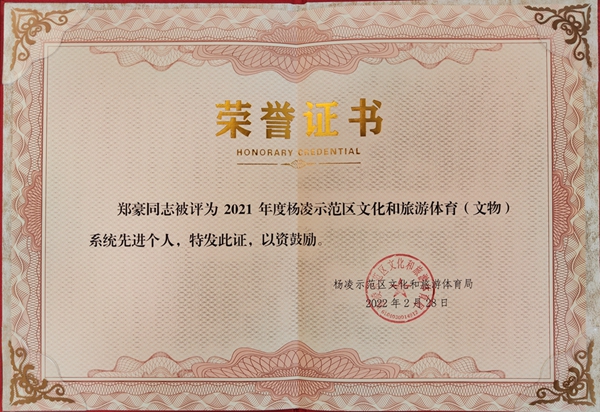 荣誉证书
HONORARY CREDENTIAL
郑豪同志被评为 2021 年度杨凌示范区文化和旅游体育（文物）
系统先进个人，特发此证，以资鼓励。
杨凌示范区文化和旅游体育局
2022 年 2 月 28 日